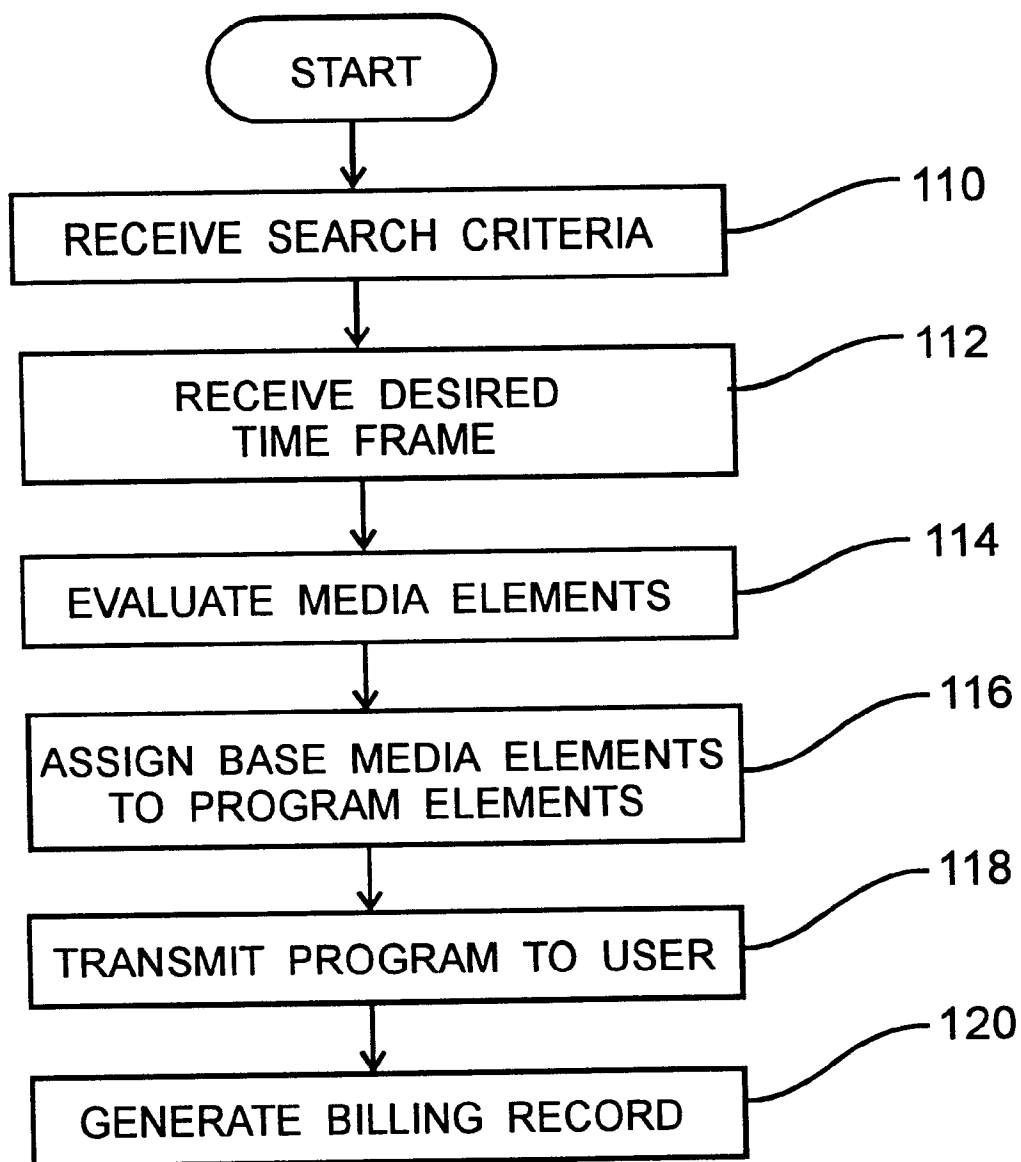 START
RECEIVE SEARCH CRITERIA
110
RECEIVE DESIRED
TIME FRAME
112
EVALUATE MEDIA ELEMENTS
114
ASSIGN BASE MEDIA ELEMENTS
TO PROGRAM ELEMENTS
116
TRANSMIT PROGRAM TO USER
118
GENERATE BILLING RECORD
120